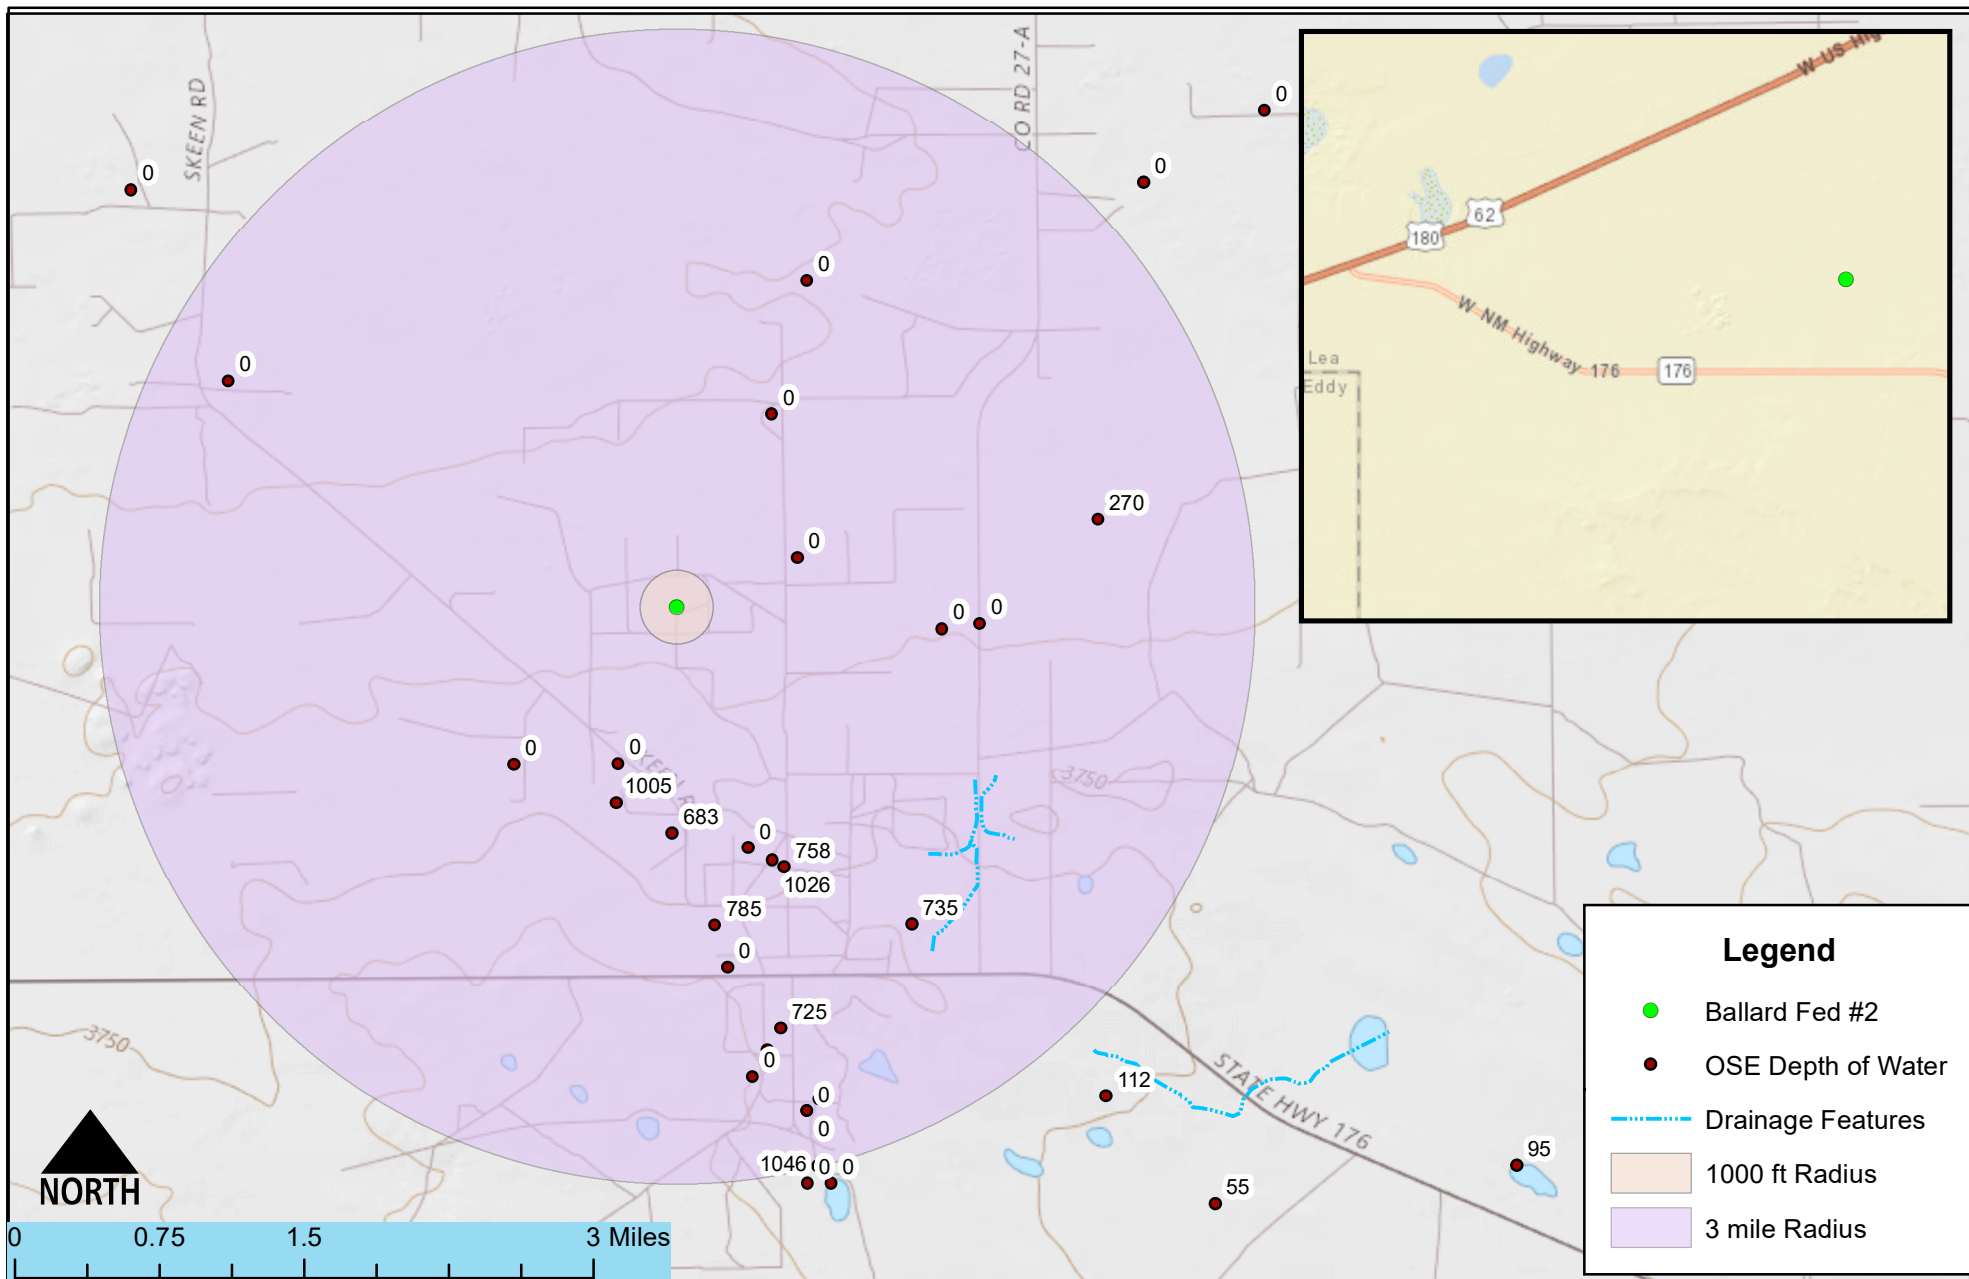 SKEEN RD
CO RD 27-A
0
0
0
0
0
0
270
0
0
0
0
0
1005
683
0
758
1026
785
735
0
725
0
0
0
1046
0
0
112
55
95
3750
3750
STATE HWY 176
W US Hig
62
180
W NM Highway 176
176
Lea
Eddy
NORTH
0 0.75 1.5 3 Miles
Legend
Ballard Fed #2
OSE Depth of Water
Drainage Features
1000 ft Radius
3 mile Radius